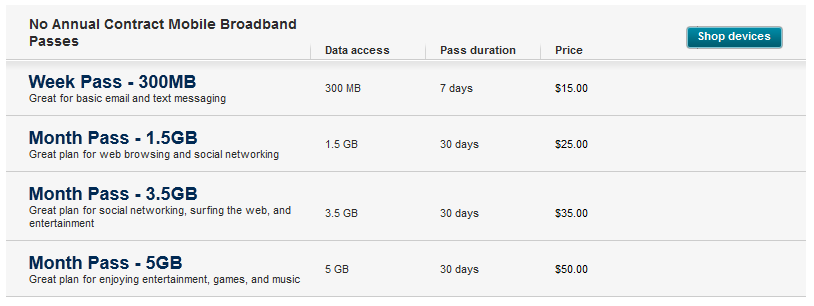 No Annual Contract Mobile Broadband
Passes
Data access
Pass duration
Price
Shop devices
Week Pass - 300MB
Great for basic email and text messaging
300 MB
7 days
$15.00
Month Pass - 1.5GB
Great plan for web browsing and social networking
1.5 GB
30 days
$25.00
Month Pass - 3.5GB
Great plan for social networking, surfing the web, and
entertainment
3.5 GB
30 days
$35.00
Month Pass - 5GB
Great plan for enjoying entertainment, games, and music
5 GB
30 days
$50.00